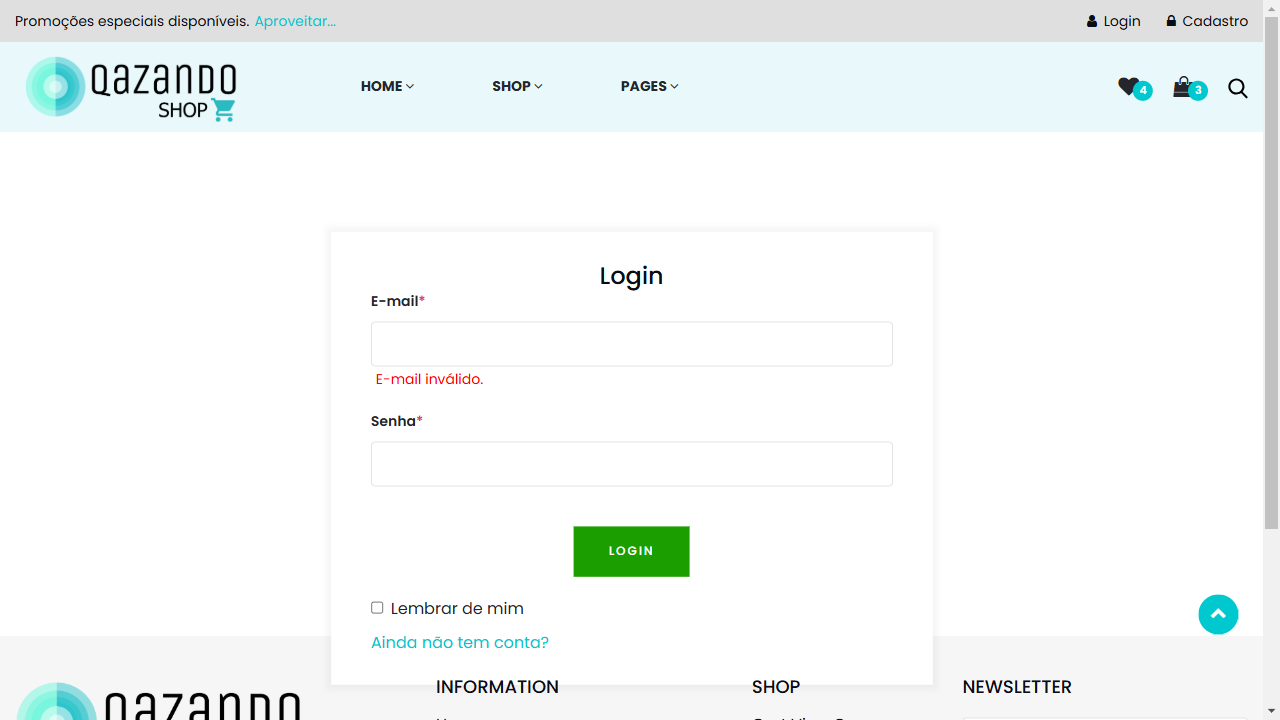 Promoções especiais disponíveis. Aproveitar...
Login
Cadastro
QAZANDO
SHOP
HOME
SHOP
PAGES
4
3
Login
E-mail*
E-mail inválido.
Senha*
LOGIN
Lembrar de mim
Ainda não tem conta?
QAZANDO
INFORMATION
SHOP
NEWSLETTER